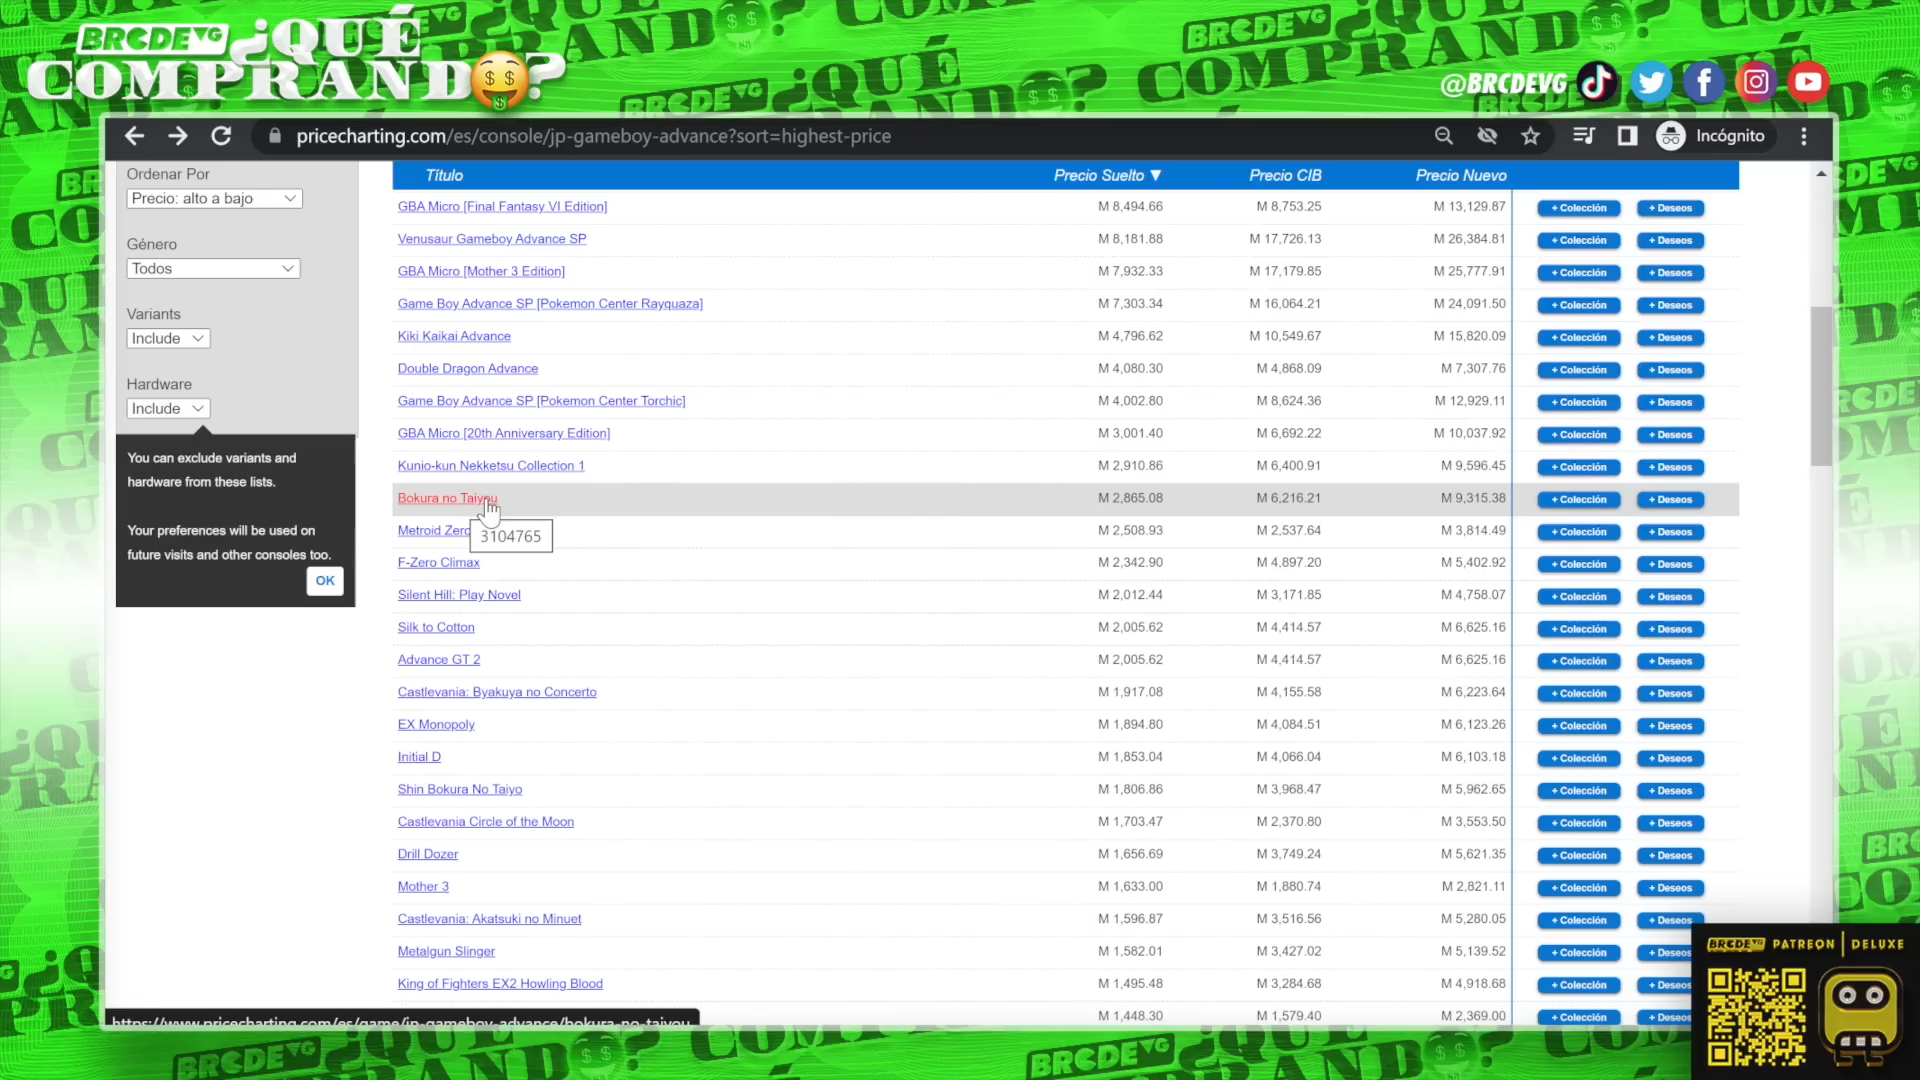 BRCDEVG ¿QUÉ
COMPRAND?
@BRCDEVG
pricecharting.com/es/console/jp-gameboy-advance?sort=highest-price
Incógnito
Ordenar Por
Precio: alto a bajo
Género
Todos
Variants
Include
Hardware
Include
You can exclude variants and
hardware from these lists.
Your preferences will be used on
future visits and other consoles too.
OK
Título Precio Suelto ▼ Precio CIB Precio Nuevo
GBA Micro [Final Fantasy VI Edition] M 8,494.66 M 8,753.25 M 13,129.87 + Colección + Deseos
Venusaur Gameboy Advance SP M 8,181.88 M 17,726.13 M 26,384.81 + Colección + Deseos
GBA Micro [Mother 3 Edition] M 7,932.33 M 17,179.85 M 25,777.91 + Colección + Deseos
Game Boy Advance SP [Pokemon Center Rayquaza] M 7,303.34 M 16,064.21 M 24,091.50 + Colección + Deseos
Kiki Kaikai Advance M 4,796.62 M 10,549.67 M 15,820.09 + Colección + Deseos
Double Dragon Advance M 4,080.30 M 4,868.09 M 7,307.76 + Colección + Deseos
Game Boy Advance SP [Pokemon Center Torchic] M 4,002.80 M 8,624.36 M 12,929.11 + Colección + Deseos
GBA Micro [20th Anniversary Edition] M 3,001.40 M 6,692.22 M 10,037.92 + Colección + Deseos
Kunio-kun Nekketsu Collection 1 M 2,910.86 M 6,400.91 M 9,596.45 + Colección + Deseos
Bokura no Taiyou M 2,865.08 M 6,216.21 M 9,315.38 + Colección + Deseos
Metroid Zero M 2,508.93 M 2,537.64 M 3,814.49 + Colección + Deseos
3104765
F-Zero Climax M 2,342.90 M 4,897.20 M 5,402.92 + Colección + Deseos
Silent Hill: Play Novel M 2,012.44 M 3,171.85 M 4,758.07 + Colección + Deseos
Silk to Cotton M 2,005.62 M 4,414.57 M 6,625.16 + Colección + Deseos
Advance GT 2 M 2,005.62 M 4,414.57 M 6,625.16 + Colección + Deseos
Castlevania: Byakuya no Concerto M 1,917.08 M 4,155.58 M 6,223.64 + Colección + Deseos
EX Monopoly M 1,894.80 M 4,084.51 M 6,123.26 + Colección + Deseos
Initial D M 1,853.04 M 4,066.04 M 6,103.18 + Colección + Deseos
Shin Bokura No Taiyo M 1,806.86 M 3,968.47 M 5,962.65 + Colección + Deseos
Castlevania Circle of the Moon M 1,703.47 M 2,370.80 M 3,553.50 + Colección + Deseos
Drill Dozer M 1,656.69 M 3,749.24 M 5,621.35 + Colección + Deseos
Mother 3 M 1,633.00 M 1,880.74 M 2,821.11 + Colección + Deseos
Castlevania: Akatsuki no Minuet M 1,596.87 M 3,516.56 M 5,280.05 + Colección + Deseos
Metalgun Slinger M 1,582.01 M 3,427.02 M 5,139.52 + Colección + Deseos
King of Fighters EX2 Howling Blood M 1,495.48 M 3,284.68 M 4,918.68 + Colección + Deseos
M 1,448.30 M 1,579.40 M 2,369.00 + Colección + Deseos
https://www.pricecharting.com/es/game/jp-gameboy-advance/bokura-no-taiyou
BRCDEVG PATREON | DELUXE